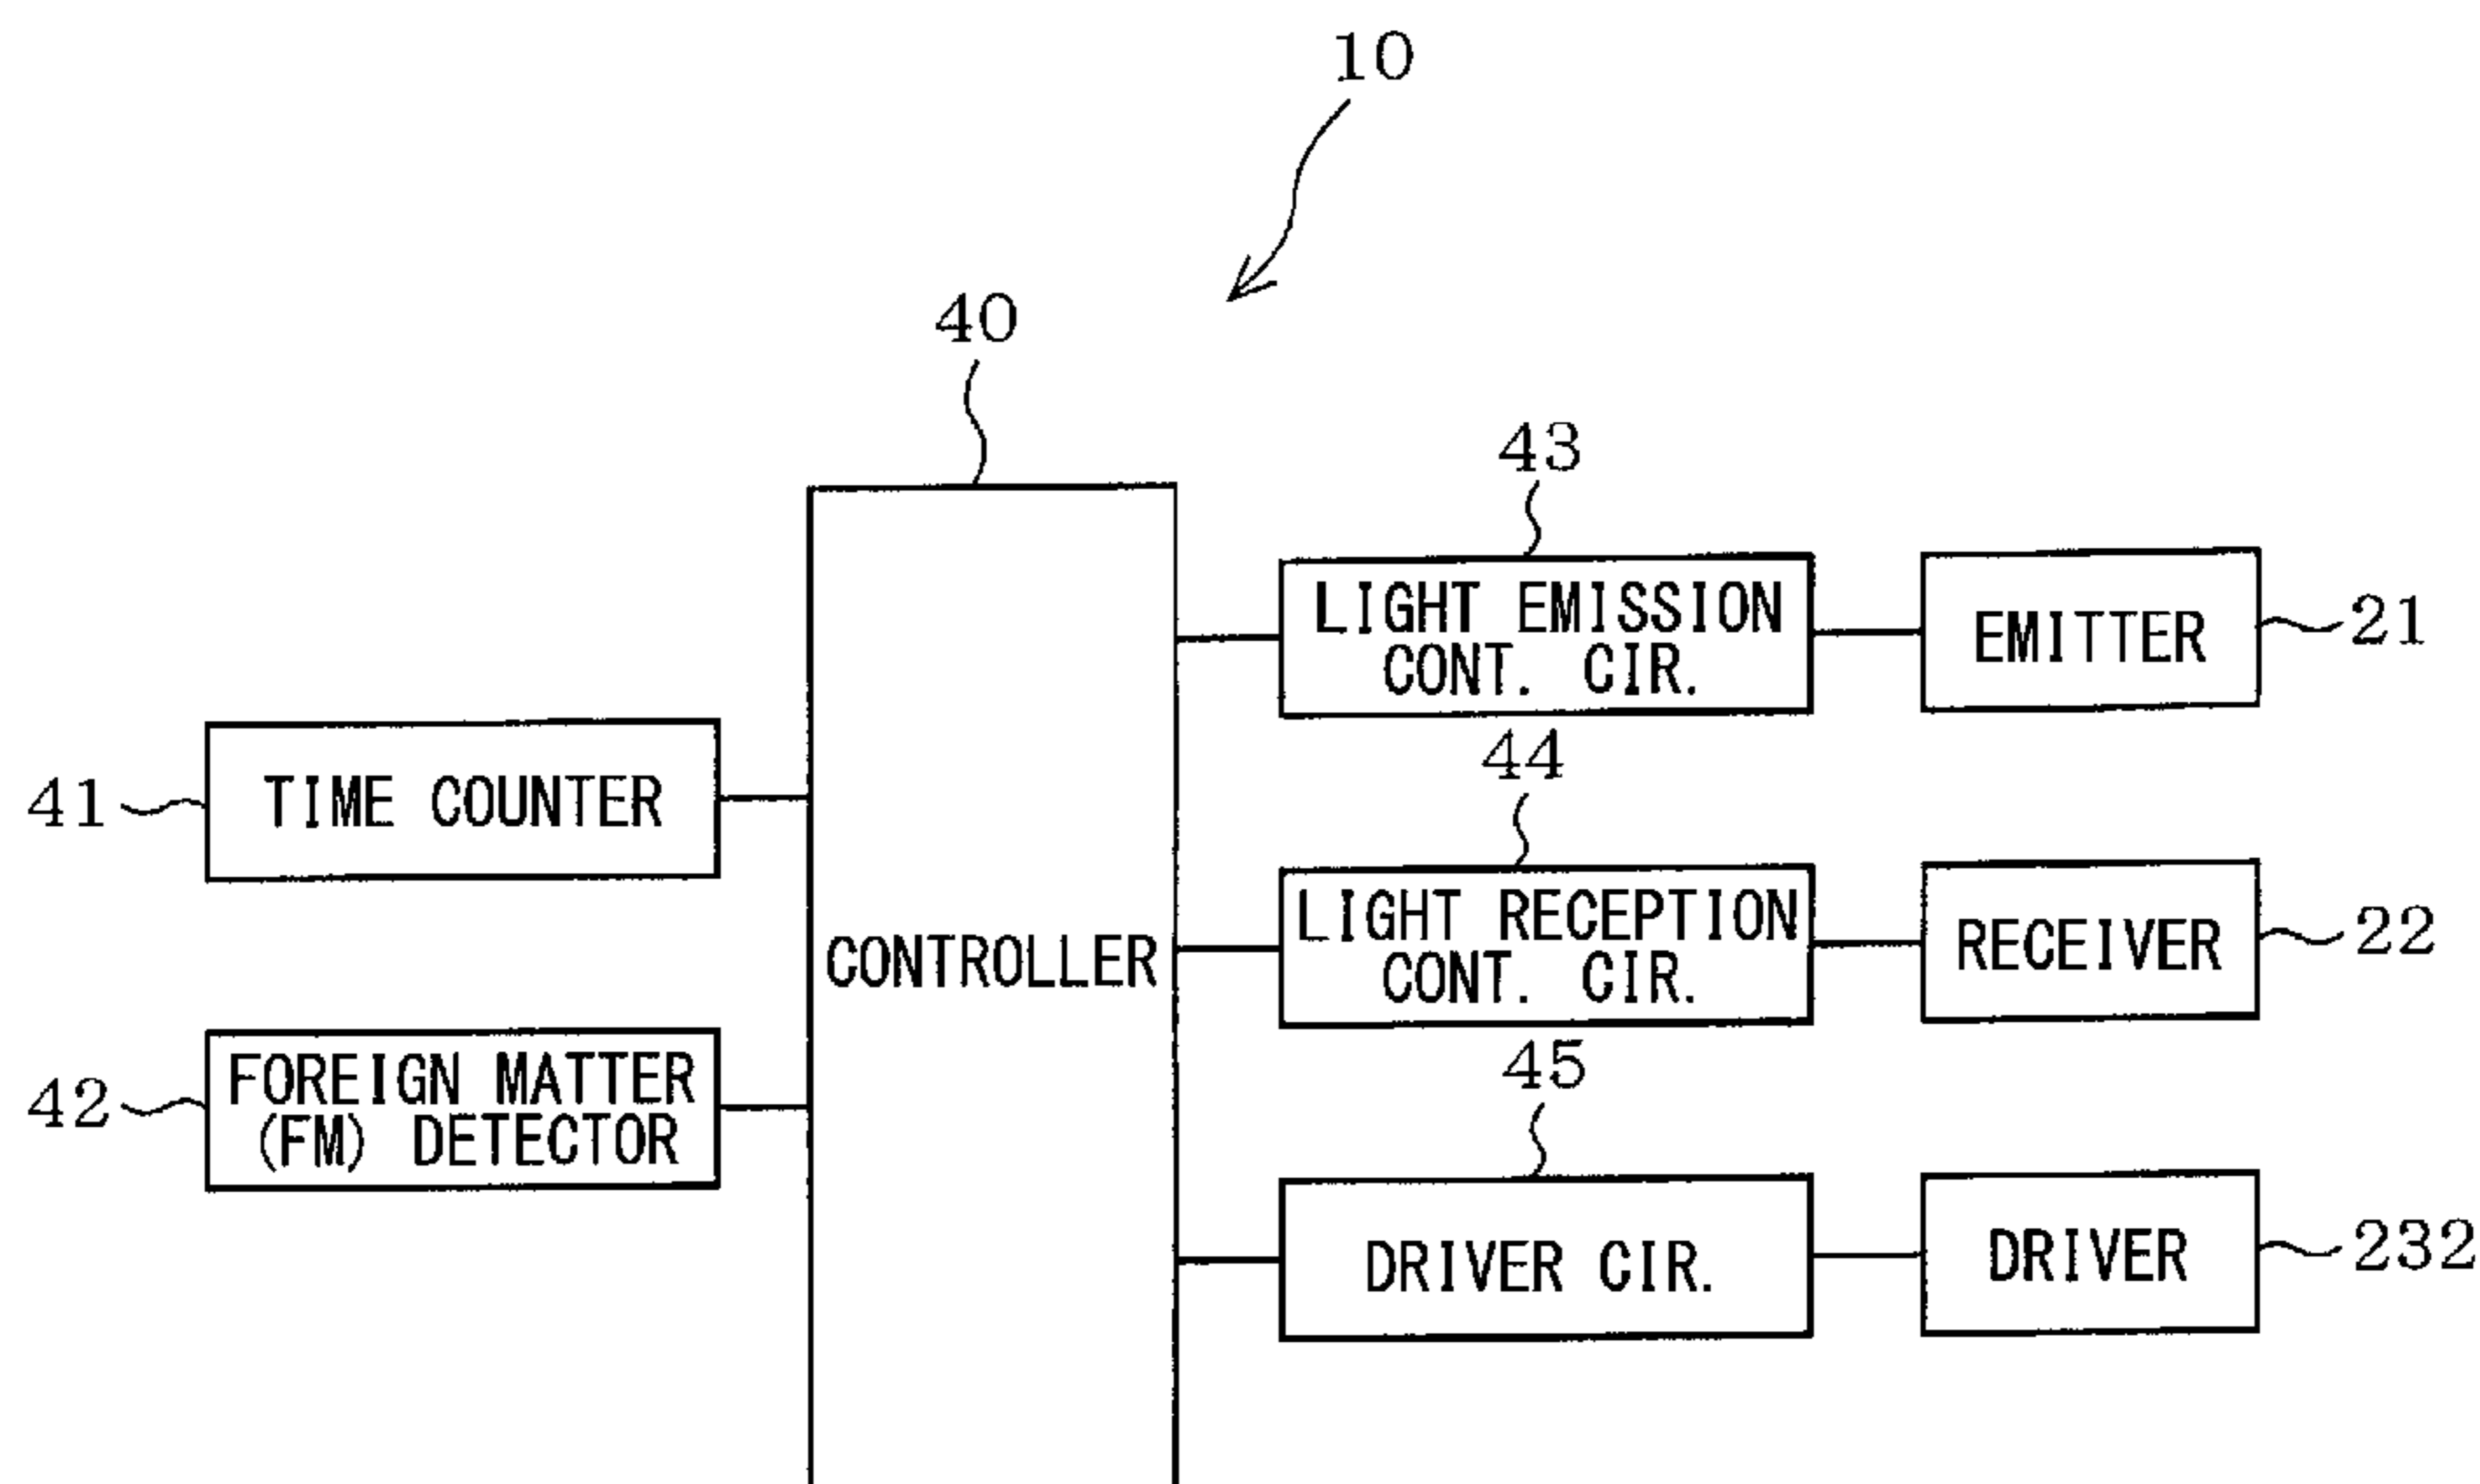 10
40
43
LIGHT EMISSION
CONT. CIR.
EMITTER
21
41
TIME COUNTER
44
LIGHT RECEPTION
CONT. CIR.
RECEIVER
22
CONTROLLER
42
FOREIGN MATTER
(FM) DETECTOR
45
DRIVER CIR.
DRIVER
232